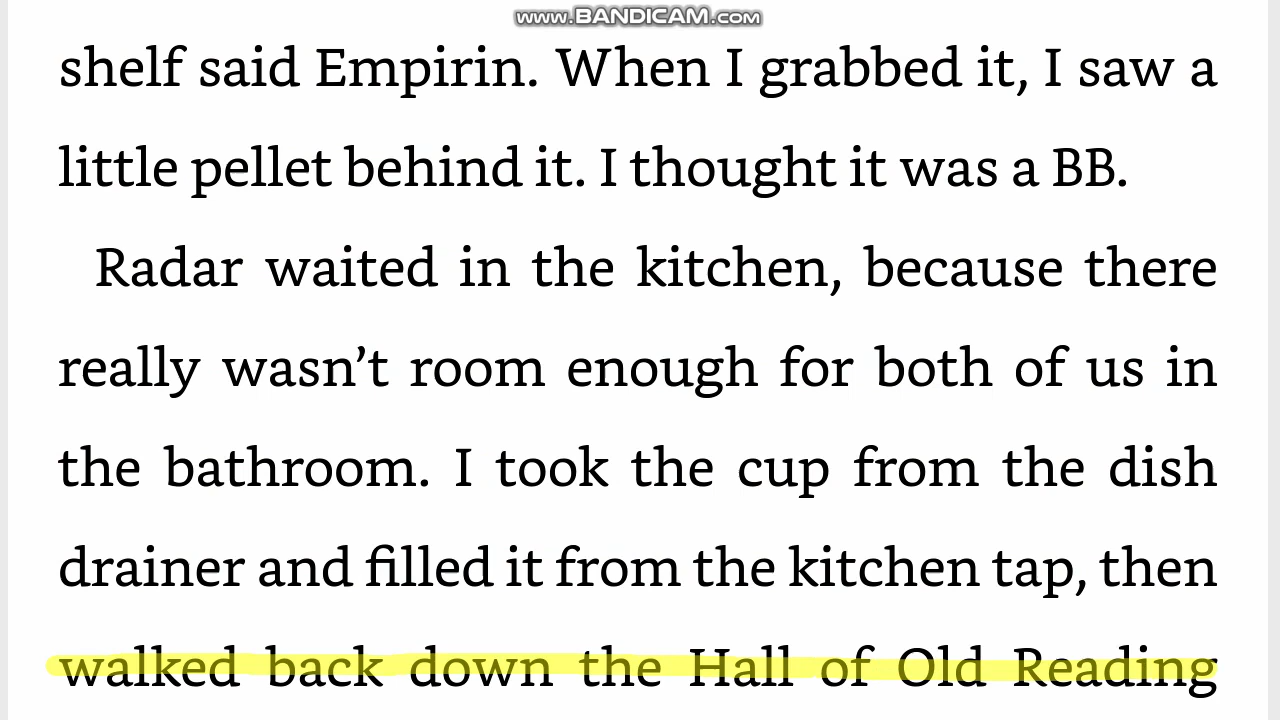 www.BANDICAM.com
shelf said Empirin. When I grabbed it, I saw a
little pellet behind it. I thought it was a BB.
Radar waited in the kitchen, because there
really wasn’t room enough for both of us in
the bathroom. I took the cup from the dish
drainer and filled it from the kitchen tap, then
walked back down the Hall of Old Reading